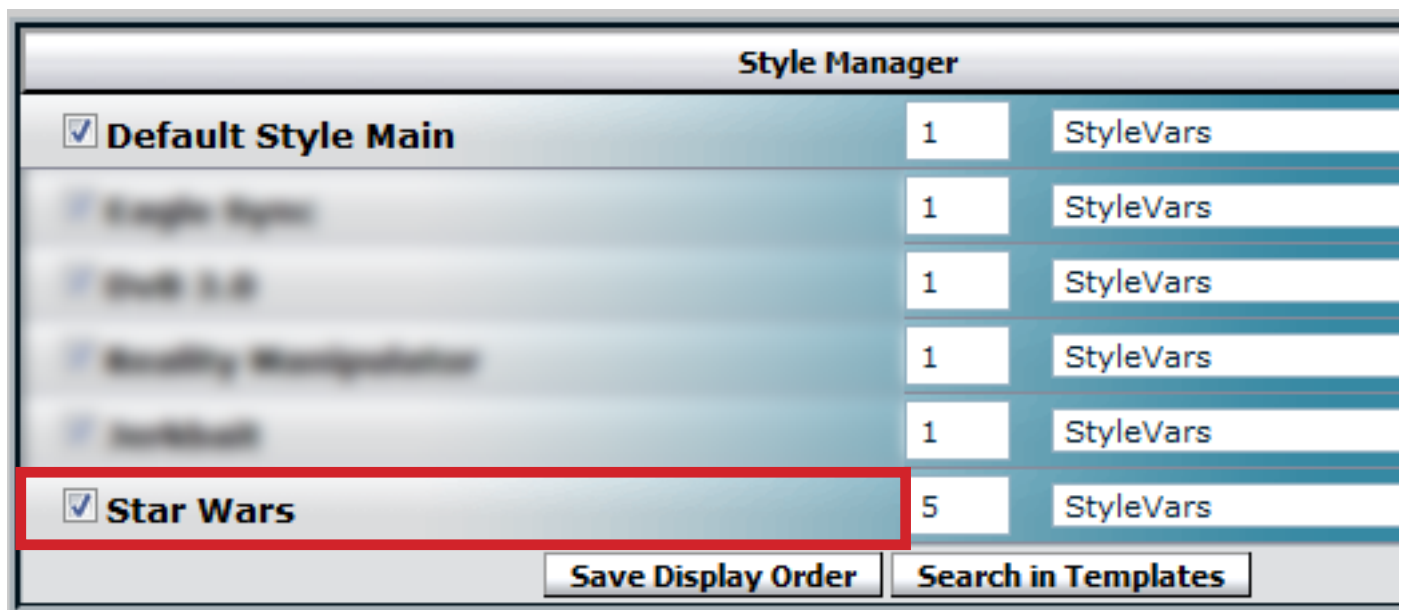 Style Manager
Default Style Main 1 StyleVars
1 StyleVars
1 StyleVars
1 StyleVars
1 StyleVars
Star Wars 5 StyleVars
Save Display Order Search in Templates